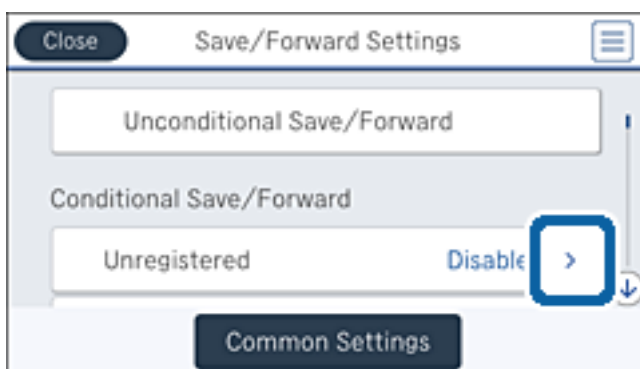 Close
Save/Forward Settings
Unconditional Save/Forward
Conditional Save/Forward
Unregistered Disable
Common Settings